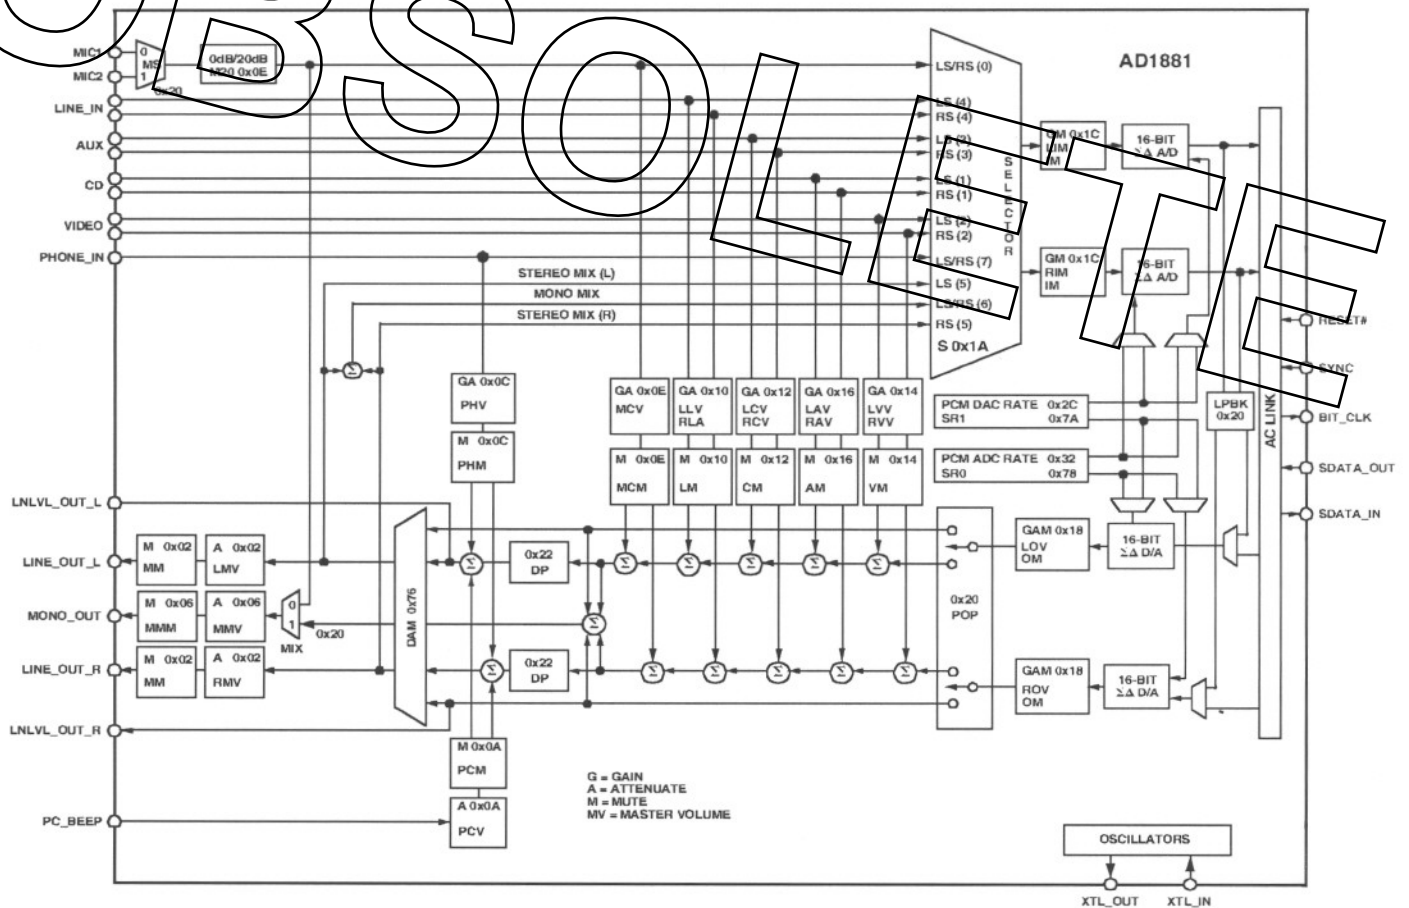 OBSOLETE
AD1881
MIC1
MIC2
0
MS
1
0x20
0dB/20dB
M20 0x0E
LINE_IN
AUX
CD
VIDEO
PHONE_IN
LS/RS (0)
LS (4)
RS (4)
LS (3)
RS (3)
LS (1)
RS (1)
LS (2)
RS (2)
LS/RS (7)
LS (5)
LS/RS (6)
RS (5)
SELECTOR
S 0x1A
STEREO MIX (L)
MONO MIX
STEREO MIX (R)
GM 0x1C
LIM
IM
16-BIT
ΣΔ A/D
GM 0x1C
RIM
IM
16-BIT
ΣΔ A/D
RESET#
SYNC
BIT_CLK
SDATA_OUT
SDATA_IN
AC LINK
LPBK
0x20
PCM DAC RATE 0x2C
SR1 0x7A
PCM ADC RATE 0x32
SR0 0x78
Σ
GA 0x0C
PHV
M 0x0C
PHM
GA 0x0E
MCV
GA 0x10
LLV
RLA
GA 0x12
LCV
RCV
GA 0x16
LAV
RAV
GA 0x14
LVV
RVV
M 0x0E
MCM
M 0x10
LM
M 0x12
CM
M 0x16
AM
M 0x14
VM
LNLVL_OUT_L
LINE_OUT_L
MONO_OUT
LINE_OUT_R
LNLVL_OUT_R
PC_BEEP
M 0x02
MM
A 0x02
LMV
M 0x06
MMM
A 0x06
MMV
0
1
MIX
0x20
M 0x02
MM
A 0x02
RMV
DAM 0x76
Σ
0x22
DP
Σ
Σ
Σ
Σ
Σ
Σ
Σ
0x22
DP
Σ
Σ
Σ
Σ
Σ
0x20
POP
GAM 0x18
LOV
OM
16-BIT
ΣΔ D/A
GAM 0x18
ROV
OM
16-BIT
ΣΔ D/A
M 0x0A
PCM
A 0x0A
PCV
G = GAIN
A = ATTENUATE
M = MUTE
MV = MASTER VOLUME
OSCILLATORS
XTL_OUT
XTL_IN